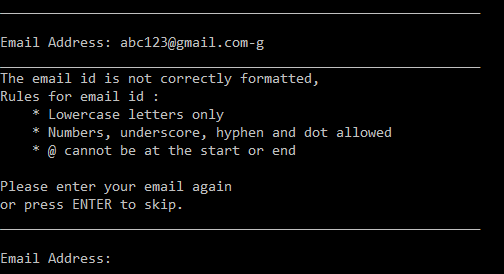 Email Address: abc123@gmail.com-g
The email id is not correctly formatted,
Rules for email id :
* Lowercase letters only
* Numbers, underscore, hyphen and dot allowed
* @ cannot be at the start or end
Please enter your email again
or press ENTER to skip.
Email Address: